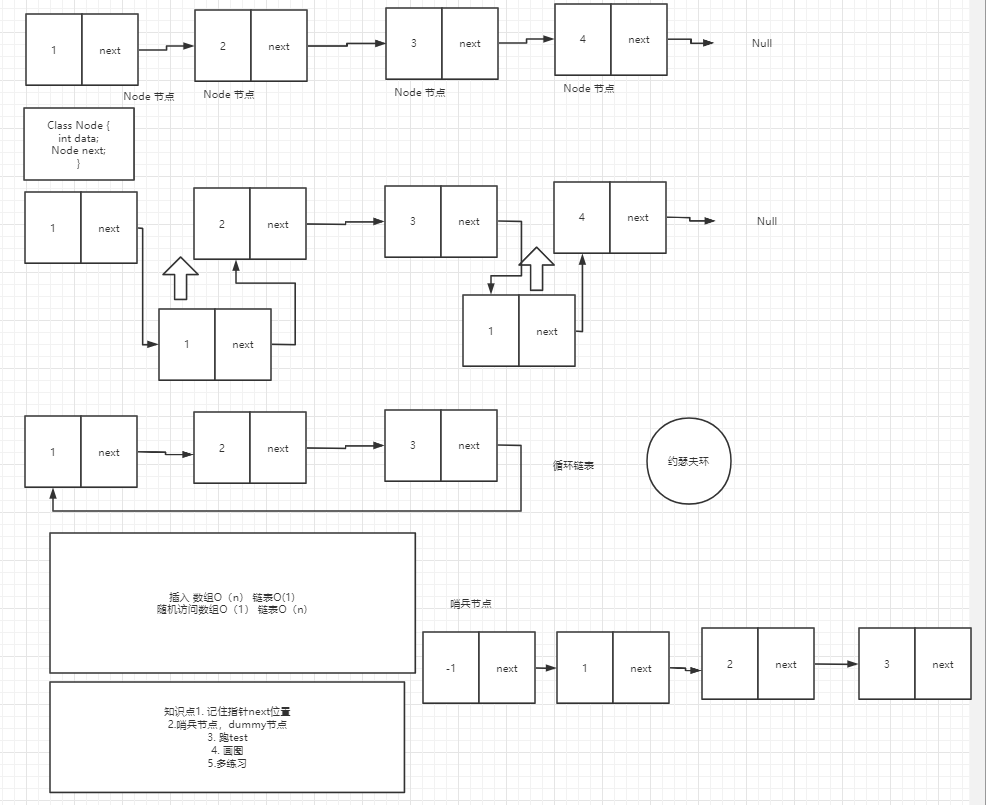 1 next 2 next 3 next 4 next Null
Node 节点 Node 节点 Node 节点 Node 节点
Class Node {
int data;
Node next;
}
1 next 2 next 3 next 4 next Null
1 next 1 next
1 next 2 next 3 next 循环链表 约瑟夫环
插入 数组O（n） 链表O(1)
随机访问数组O（1） 链表O（n）
哨兵节点
-1 next 1 next 2 next 3 next
知识点1. 记住指针next位置
2.哨兵节点，dummy节点
3. 跑test
4. 画图
5.多练习